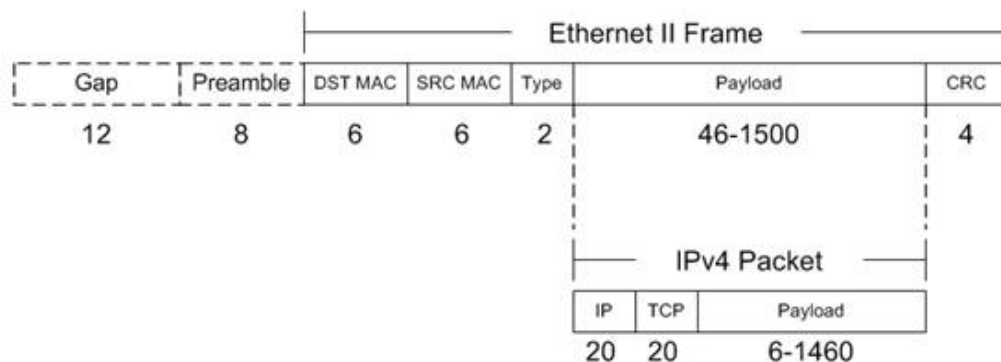 Ethernet II Frame
Gap Preamble DST MAC SRC MAC Type Payload CRC
12 8 6 6 2 46-1500 4
IPv4 Packet
IP TCP Payload
20 20 6-1460